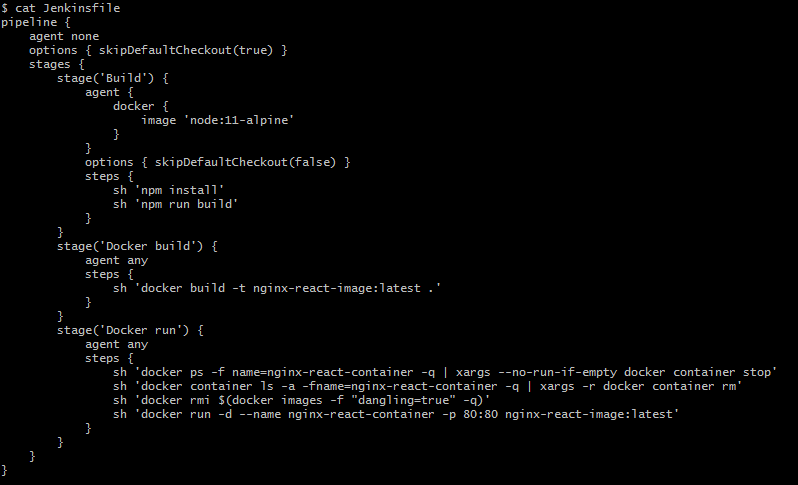 $ cat Jenkinsfile
pipeline {
    agent none
    options { skipDefaultCheckout(true) }
    stages {
        stage('Build') {
            agent {
                docker {
                    image 'node:11-alpine'
                }
            }
            options { skipDefaultCheckout(false) }
            steps {
                sh 'npm install'
                sh 'npm run build'
            }
        }
        stage('Docker build') {
            agent any
            steps {
                sh 'docker build -t nginx-react-image:latest .'
            }
        }
        stage('Docker run') {
            agent any
            steps {
                sh 'docker ps -f name=nginx-react-container -q | xargs --no-run-if-empty docker container stop'
                sh 'docker container ls -a -fname=nginx-react-container -q | xargs -r docker container rm'
                sh 'docker rmi $(docker images -f "dangling=true" -q)'
                sh 'docker run -d --name nginx-react-container -p 80:80 nginx-react-image:latest'
            }
        }
    }
}